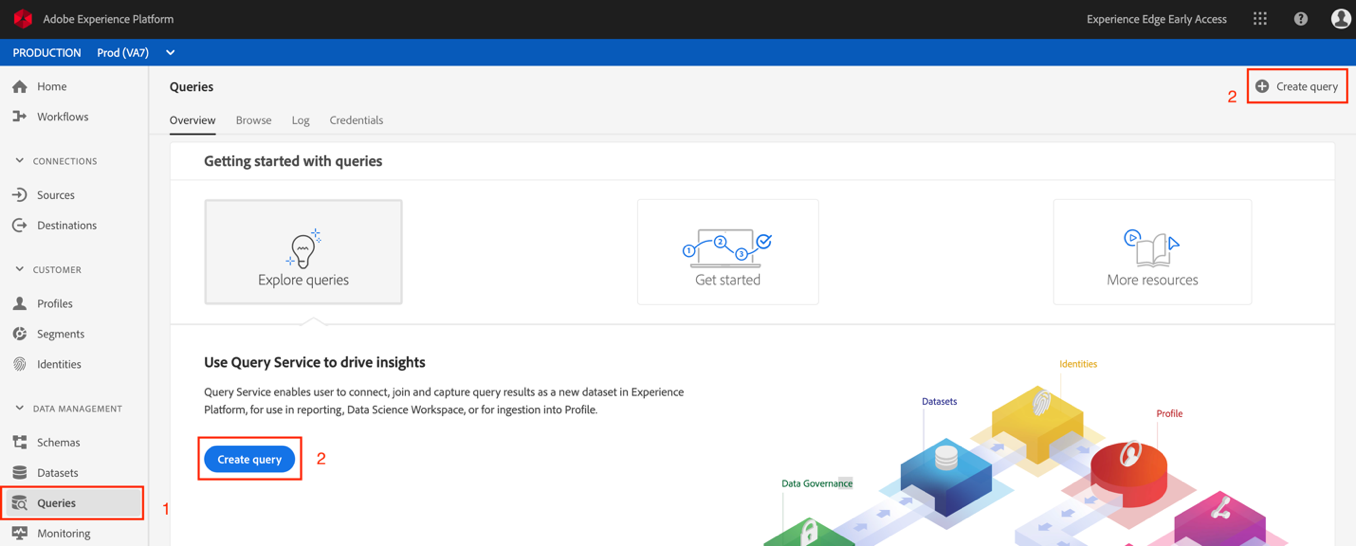 Adobe Experience Platform
Experience Edge Early Access
PRODUCTION Prod (VA7)
Home
Workflows
CONNECTIONS
Sources
Destinations
CUSTOMER
Profiles
Segments
Identities
DATA MANAGEMENT
Schemas
Datasets
Queries
1
Monitoring
Queries
2
Create query
Overview Browse Log Credentials
Getting started with queries
Explore queries
1 2 3
Get started
More resources
Use Query Service to drive insights
Query Service enables user to connect, join and capture query results as a new dataset in Experience
Platform, for use in reporting, Data Science Workspace, or for ingestion into Profile.
Create query
2
Identities
Datasets
Profile
Data Governance